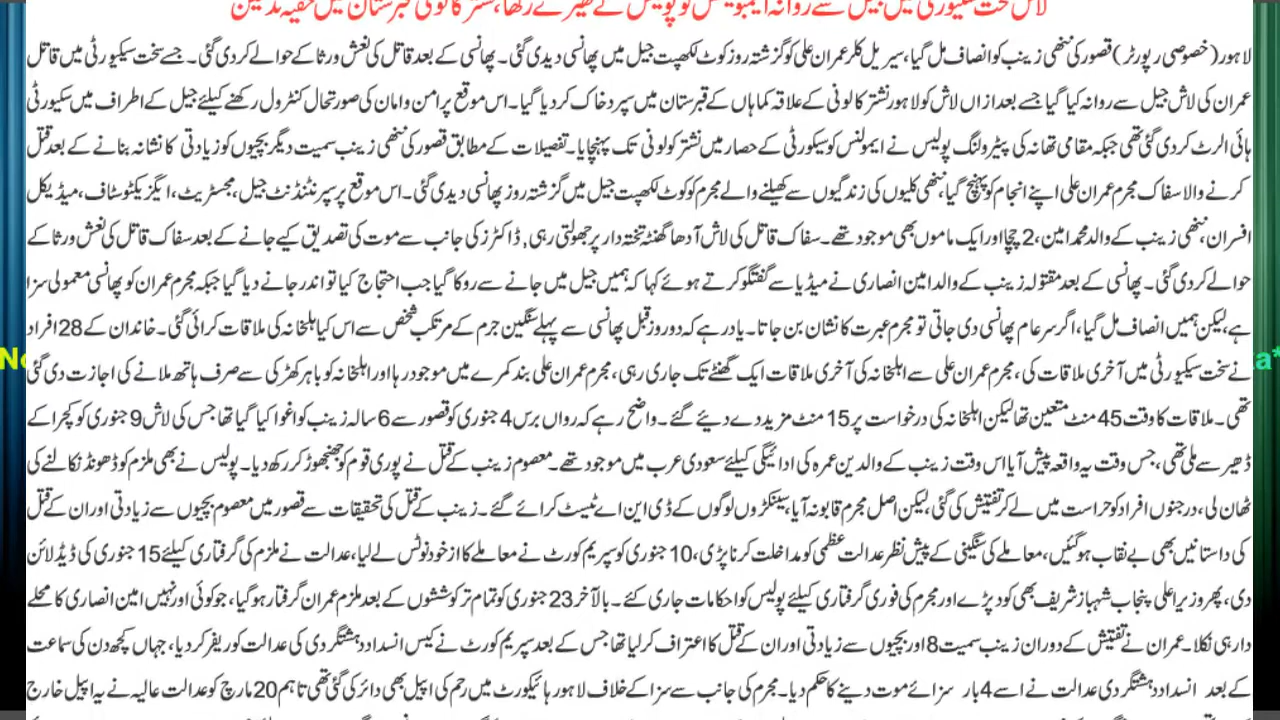 لاش سخت سکیورٹی میں جیل سے روانہ ایمبولینس کو پولیس نے گھیرے رکھا، نشتر کالونی قبرستان میں خفیہ تدفین
لاہور( خصوصی رپورٹر) قصور کی ننھی زینب کو انصاف مل گیا، سیریل کلر عمران علی کو گزشتہ روز کوٹ لکھپت جیل میں پھانسی دیدی گئی۔ پھانسی کے بعد قاتل کی نعش ورثا کے حوالے کر دی گئی۔ جسے سخت سیکیورٹی میں قاتل
عمران کی لاش جیل سے روانہ کیا گیا جسے بعد ازاں لاش کو لاہور نشتر کالونی کے علاقہ کماہاں کے قبرستان میں سپرد خاک کر دیا گیا۔ اس موقع پر امن و امان کی صورتحال کنٹرول رکھنے کیلئے جیل کے اطراف میں سکیورٹی
ہائی الرٹ کر دی گئی تھی جبکہ مقامی تھانہ کی پیٹرولنگ پولیس نے ایمولنس کو سیکورٹی کے حصار میں نشتر کولونی تک پہنچایا۔ تفصیلات کے مطابق قصور کی ننھی زینب سمیت دیگر بچیوں کو زیادتی کا نشانہ بنانے کے بعد قتل
کرنے والا سفاک مجرم عمران علی اپنے انجام کو پہنچ گیا، ننھی کلیوں کی زندگیوں سے کھیلنے والے مجرم کو کوٹ لکھپت جیل میں گزشتہ روز پھانسی دیدی گئی۔ اس موقع پر سپرنٹنڈنٹ جیل، مجسٹریٹ، ایگزیکٹو سٹاف، میڈیکل
افسران، ننھی زینب کے والد محمد امین، 2 چچا اور ایک ماموں بھی موجود تھے۔ سفاک قاتل کی لاش آدھا گھنٹہ تختہ دار پر جھولتی رہی, ڈاکٹرز کی جانب سے موت کی تصدیق کیے جانے کے بعد سفاک قاتل کی نعش ورثا کے
حوالے کر دی گئی۔ پھانسی کے بعد مقتولہ زینب کے والد امین انصاری نے میڈیا سے گفتگو کرتے ہوئے کہا کہ ہمیں جیل میں جانے سے روکا گیا جب احتجاج کیا تو اندر جانے دیا گیا جبکہ مجرم عمران کو پھانسی معمولی سزا
ہے، لیکن ہمیں انصاف مل گیا، اگر سرعام پھانسی دی جاتی تو مجرم عبرت کا نشان بن جاتا۔ یاد رہے کہ دو روز قبل پھانسی سے پہلے سنگین جرم کے مرتکب شخص سے اس کیا ہلخانہ کی ملاقات کرائی گئی۔ خاندان کے 28 افراد
نے سخت سیکیورٹی میں آخری ملاقات کی، مجرم عمران علی سے اہلخانہ کی آخری ملاقات ایک گھنٹے تک جاری رہی، مجرم عمران علی بند کمرے میں موجود رہا اور اہلخانہ کو باہر کھڑکی سے صرف ہاتھ ملانے کی اجازت دی گئی
تھی۔ ملاقات کا وقت 45 منٹ متعین تھا لیکن اہلخانہ کی درخواست پر 15 منٹ مزید دے دیئے گئے۔ واضح رہے کہ رواں برس 4 جنوری کو قصور سے 6 سالہ زینب کو اغوا کیا گیا تھا جس کی لاش 9 جنوری کو کچرا کے
ڈھیر سے ملی تھی، جس وقت یہ واقعہ پیش آیا اس وقت زینب کے والدین عمرہ کی ادائیگی کیلئے سعودی عرب میں موجود تھے۔ معصوم زینب کے قتل نے پوری قوم کو جھنجھوڑ کر رکھ دیا۔ پولیس نے بھی ملزم کو ڈھونڈ نکالنے کی
ٹھان لی، درجنوں افراد کو حراست میں لے کر تفتیش کی گئی، لیکن اصل مجرم قابو نہ آیا، سینکڑوں لوگوں کے ڈی این اے ٹیسٹ کرائے گئے۔ زینب کے قتل کی تحقیقات سے قصور میں معصوم بچیوں سے زیادتی اور ان کے قتل
کی داستانیں بھی بے نقاب ہوگئیں، معاملے کی سنگینی کے پیش نظر عدالت عظمی کو مداخلت کرنا پڑی، 10 جنوری کو سپریم کورٹ نے معاملے کا از خود نوٹس لے لیا، عدالت نے ملزم کی گرفتاری کیلئے 15 جنوری کی ڈیڈ لائن
دی، پھر وزیراعلی پنجاب شہباز شریف بھی کود پڑے اور مجرم کی فوری گرفتاری کیلئے پولیس کو احکامات جاری کئے۔ بالآخر 23 جنوری کو تمام تر کوششوں کے بعد ملزم عمران گرفتار ہوگیا، جو کوئی اور نہیں امین انصاری کا محلے
دار ہی نکلا۔ عمران نے تفتیش کے دوران زینب سمیت 8 اور بچیوں سے زیادتی اور ان کے قتل کا اعتراف کر لیا تھا جس کے بعد سپریم کورٹ نے کیس انسداد دہشتگردی کی عدالت کو ریفر کر دیا، جہاں کچھ دن کی سماعت
کے بعد انسداد دہشتگردی عدالت نے اسے 4 بار سزائے موت دینے کا حکم دیا۔ مجرم کی جانب سے سزا کے خلاف لاہور ہائیکورٹ میں رحم کی اپیل بھی دائر کی گئی تھی تاہم 20 مارچ کو عدالت عالیہ نے یہ اپیل خارج